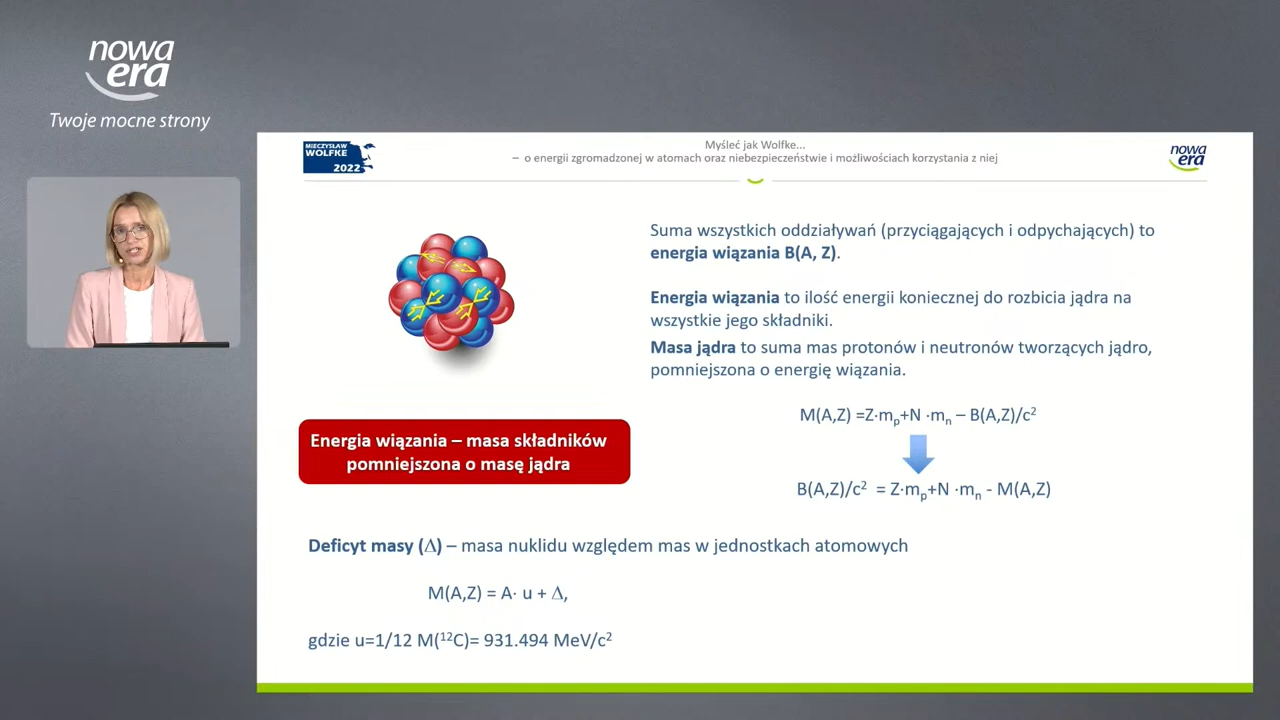 nowa
era
Twoje mocne strony
MIECZYSŁAW
WOLFKE
2022
Myśleć jak Wolfke...
– o energii zgromadzonej w atomach oraz niebezpieczeństwie i możliwościach korzystania z niej
nowa
era
Suma wszystkich oddziaływań (przyciągających i odpychających) to
energia wiązania B(A, Z).
Energia wiązania to ilość energii koniecznej do rozbicia jądra na
wszystkie jego składniki.
Masa jądra to suma mas protonów i neutronów tworzących jądro,
pomniejszona o energię wiązania.
M(A,Z) =Z·mₚ+N ·mₙ – B(A,Z)/c²
Energia wiązania – masa składników
pomniejszona o masę jądra
B(A,Z)/c² = Z·mₚ+N ·mₙ - M(A,Z)
Deficyt masy (Δ) – masa nuklidu względem mas w jednostkach atomowych
M(A,Z) = A· u + Δ,
gdzie u=1/12 M(¹²C)= 931.494 MeV/c²